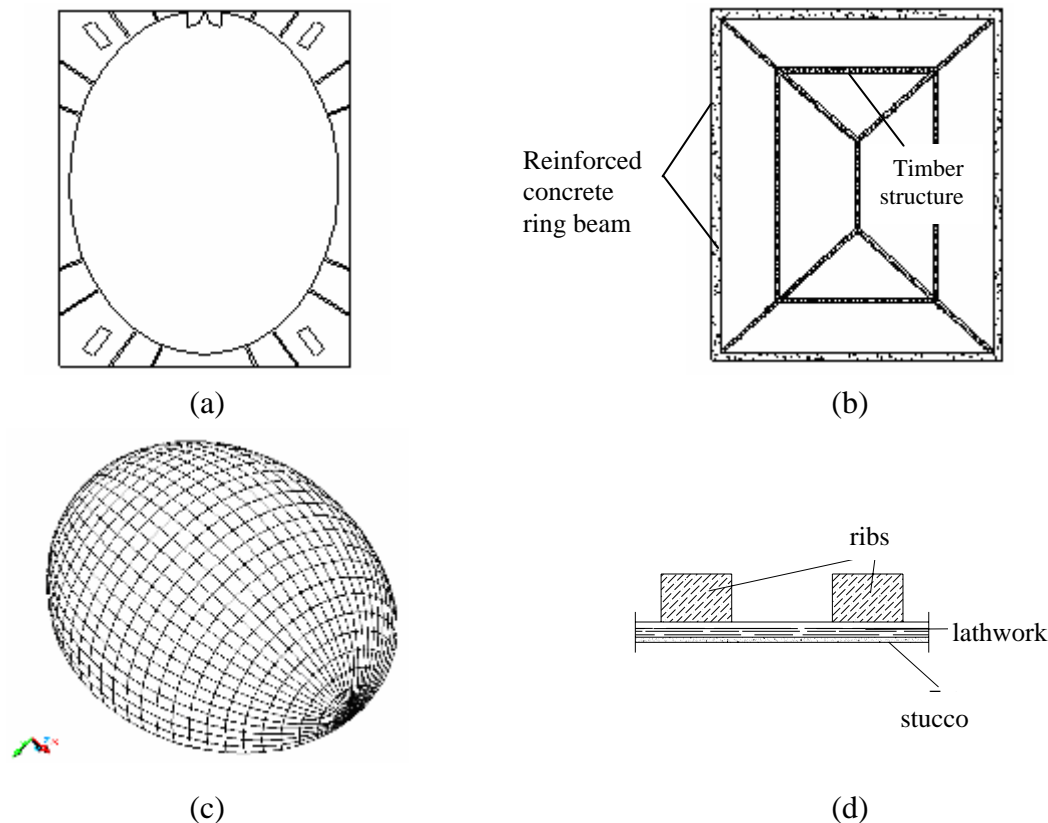 Reinforced
concrete
ring beam
Timber
structure
(a)
(b)
ribs
lathwork
stucco
(c)
(d)